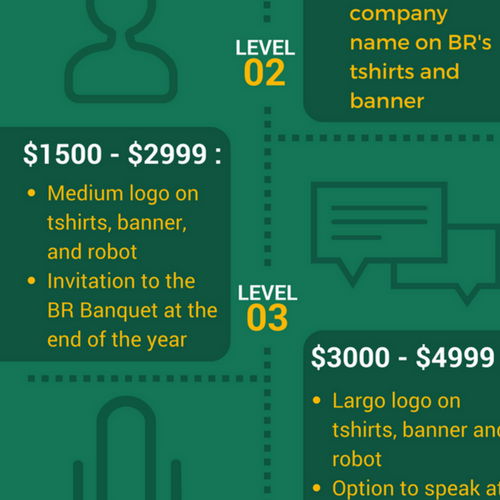 company
name on BR's
tshirts and
banner
LEVEL
02
$1500 - $2999 :
• Medium logo on
tshirts, banner,
and robot
• Invitation to the
BR Banquet at the
end of the year
LEVEL
03
$3000 - $4999
• Largo logo on
tshirts, banner and
robot
• Option to speak at